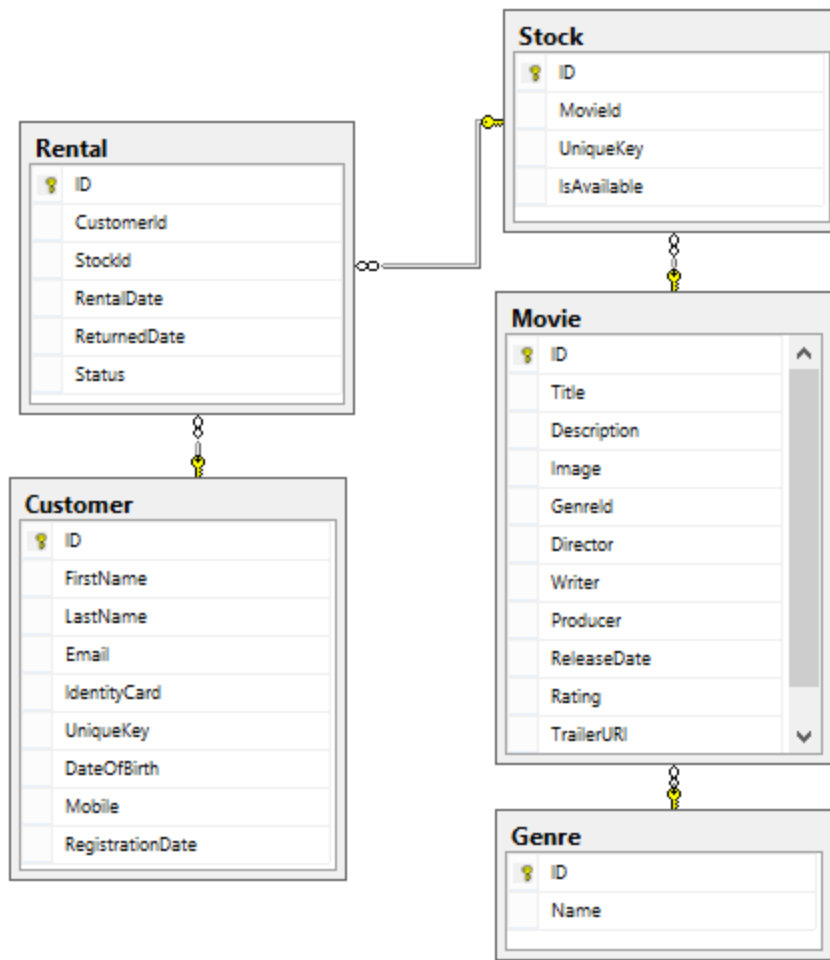 Stock
ID
MovieId
UniqueKey
IsAvailable
Rental
ID
CustomerId
StockId
RentalDate
ReturnedDate
Status
Movie
ID
Title
Description
Image
GenreId
Director
Writer
Producer
ReleaseDate
Rating
TrailerURI
Customer
ID
FirstName
LastName
Email
IdentityCard
UniqueKey
DateOfBirth
Mobile
RegistrationDate
Genre
ID
Name